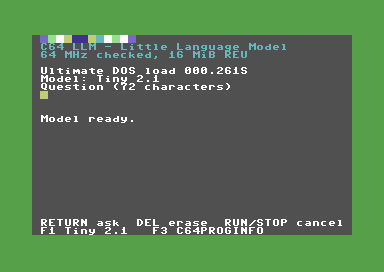 C64 LLM - Little Language Model
64 MHz checked, 16 MiB REU
Ultimate DOS load 000.261S
Model: Tiny 2.1
Question (72 characters)
Model ready.
RETURN ask  DEL erase  RUN/STOP cancel
F1 Tiny 2.1   F3 C64PROGINFO